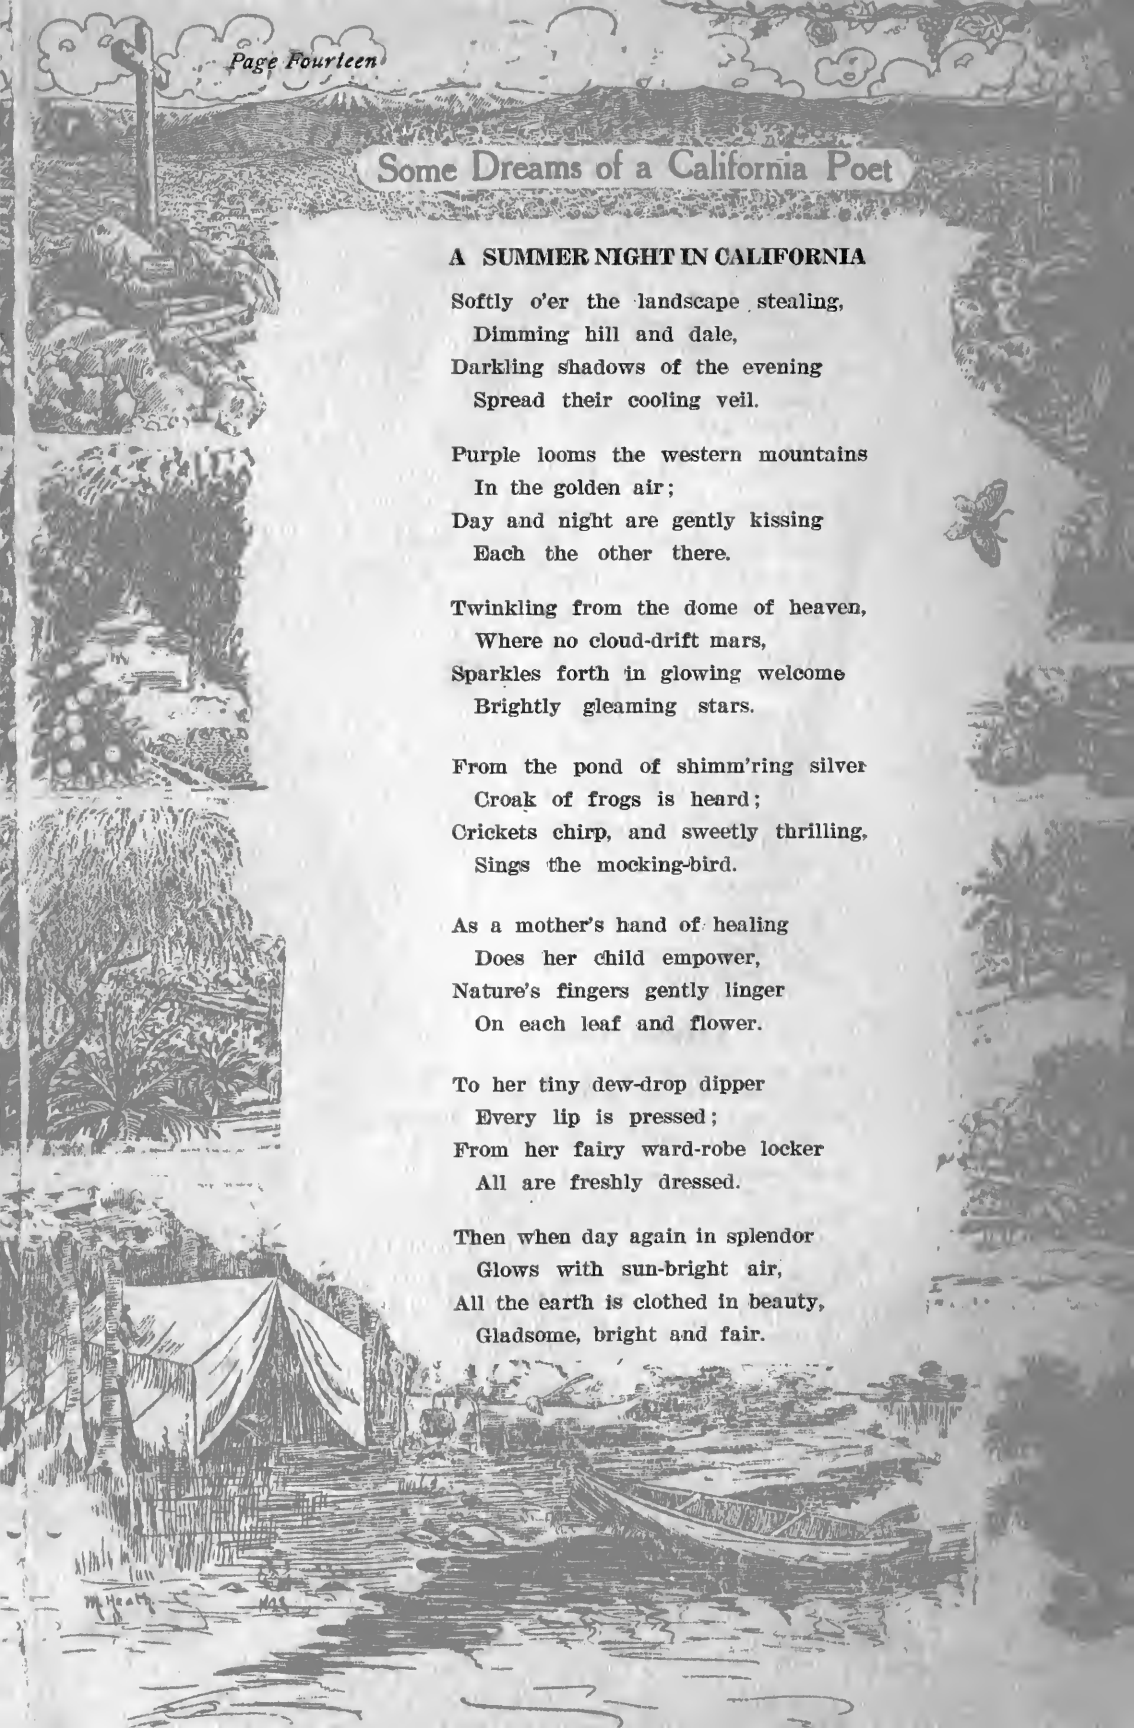 Page Fourteen
Some Dreams of a California Poet
A SUMMER NIGHT IN CALIFORNIA
Softly o'er the landscape stealing,
Dimming hill and dale,
Darkling shadows of the evening
Spread their cooling veil.
Purple looms the western mountains
In the golden air;
Day and night are gently kissing
Each the other there.
Twinkling from the dome of heaven,
Where no cloud-drift mars,
Sparkles forth in glowing welcome
Brightly gleaming stars.
From the pond of shimm'ring silver
Croak of frogs is heard;
Crickets chirp, and sweetly thrilling,
Sings the mocking-bird.
As a mother's hand of healing
Does her child empower,
Nature's fingers gently linger
On each leaf and flower.
To her tiny dew-drop dipper
Every lip is pressed;
From her fairy ward-robe locker
All are freshly dressed.
Then when day again in splendor
Glows with sun-bright air,
All the earth is clothed in beauty,
Gladsome, bright and fair.
M. Heath.